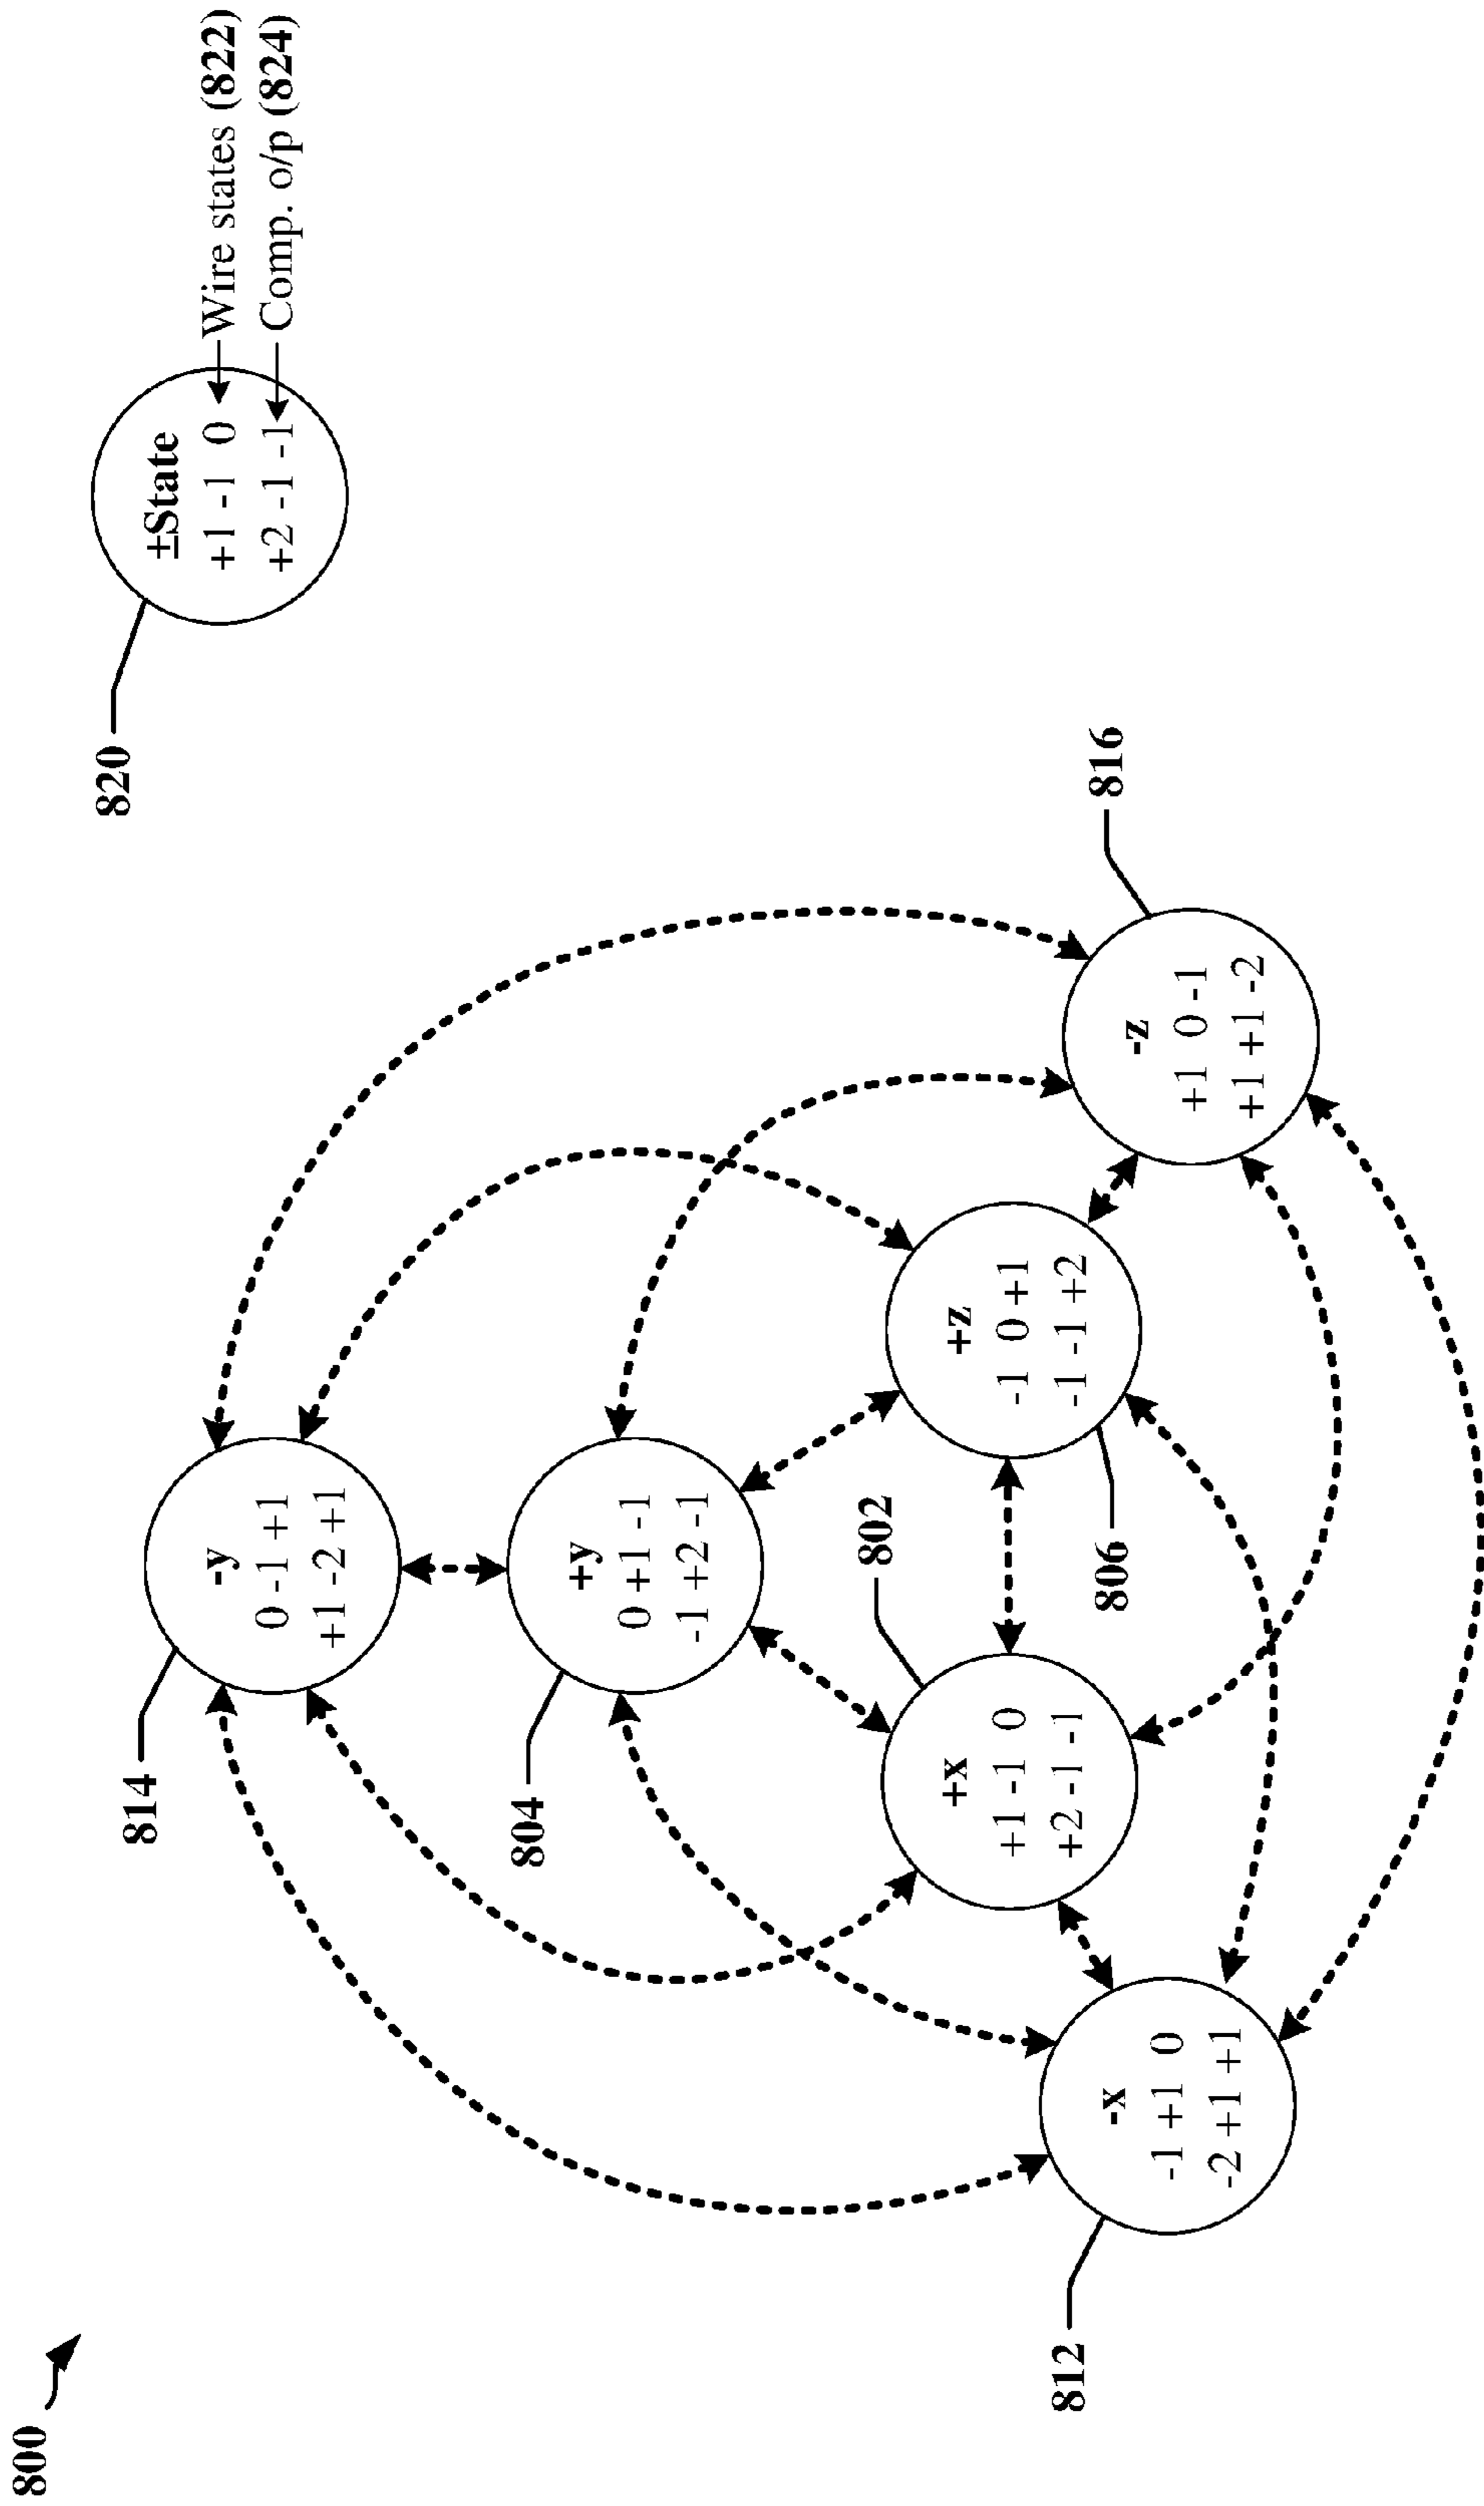 800
820
±State
+1 -1 0
+2 -1 -1
Wire states (822)
Comp. o/p (824)
814
-y
0 -1 +1
+1 -2 +1
804
+y
0 +1 -1
-1 +2 -1
802
+x
+1 -1 0
+2 -1 -1
806
+z
-1 0 +1
-1 -1 +2
812
-x
-1 +1 0
-2 +1 +1
816
-z
+1 0 -1
+1 +1 -2